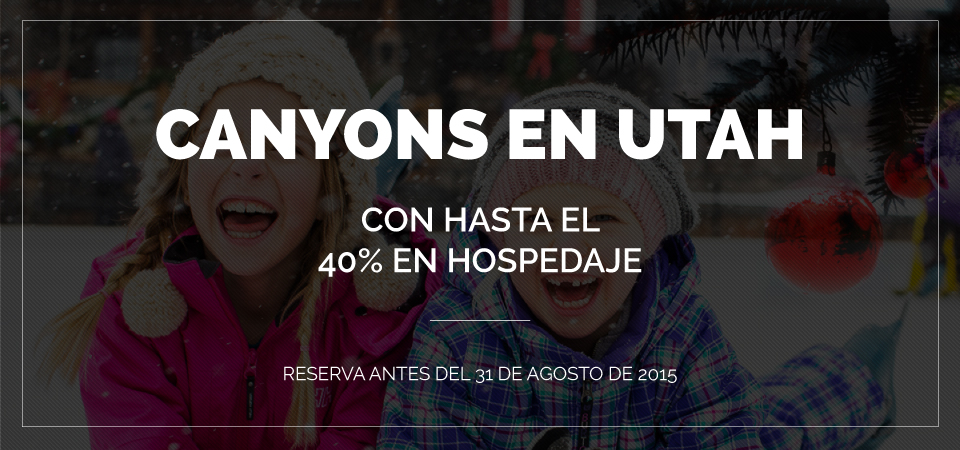 CANYONS EN UTAH
CON HASTA EL
40% EN HOSPEDAJE
RESERVA ANTES DEL 31 DE AGOSTO DE 2015